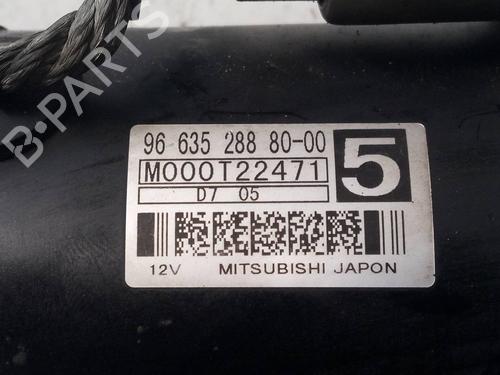 B-PARTS
96 635 288 80-00
5
M000T22471
D7 05
12V MITSUBISHI JAPON